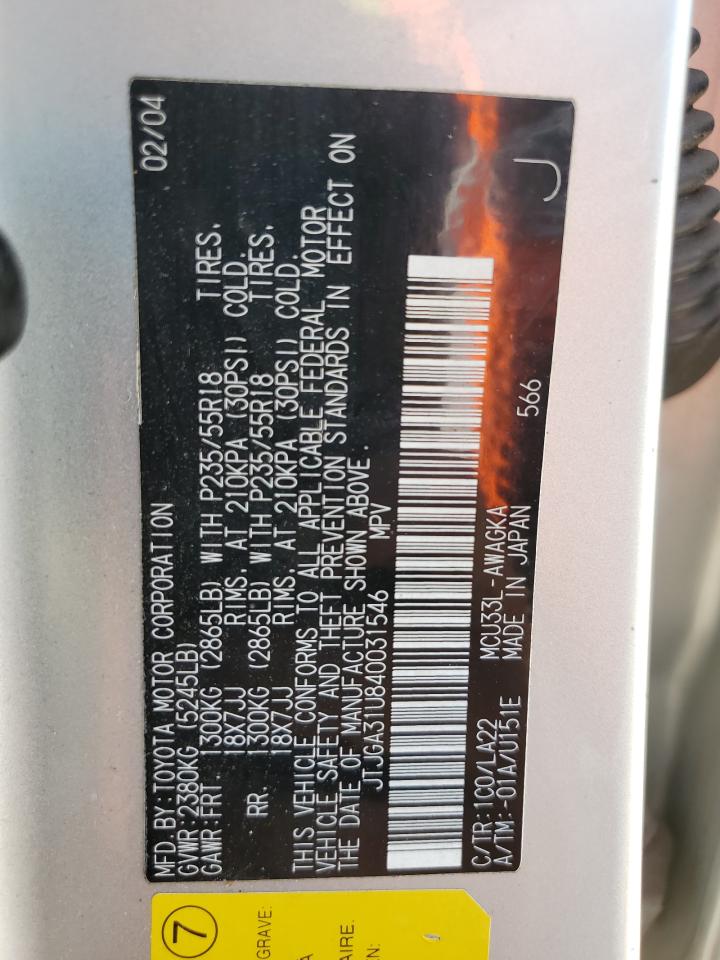 MFD.BY:TOYOTA MOTOR CORPORATION 02/04
GVWR:2380KG (5245LB)
GAWR:FRT 1300KG (2865LB) WITH P235/55R18 TIRES,
18X7JJ RIMS, AT 210KPA (30PSI) COLD.
RR. 1300KG (2865LB) WITH P235/55R18 TIRES,
18X7JJ RIMS, AT 210KPA (30PSI) COLD.
THIS VEHICLE CONFORMS TO ALL APPLICABLE FEDERAL MOTOR
VEHICLE SAFETY AND THEFT PREVENTION STANDARDS IN EFFECT ON
THE DATE OF MANUFACTURE SHOWN ABOVE.
JTJGA31U840031546 MPV
C/TR:1C0/LA22 MCU33L-AWAGKA
A/TM:-01A/U151E MADE IN JAPAN 566 J
7
GRAVE:
A
AIRE.
EN: